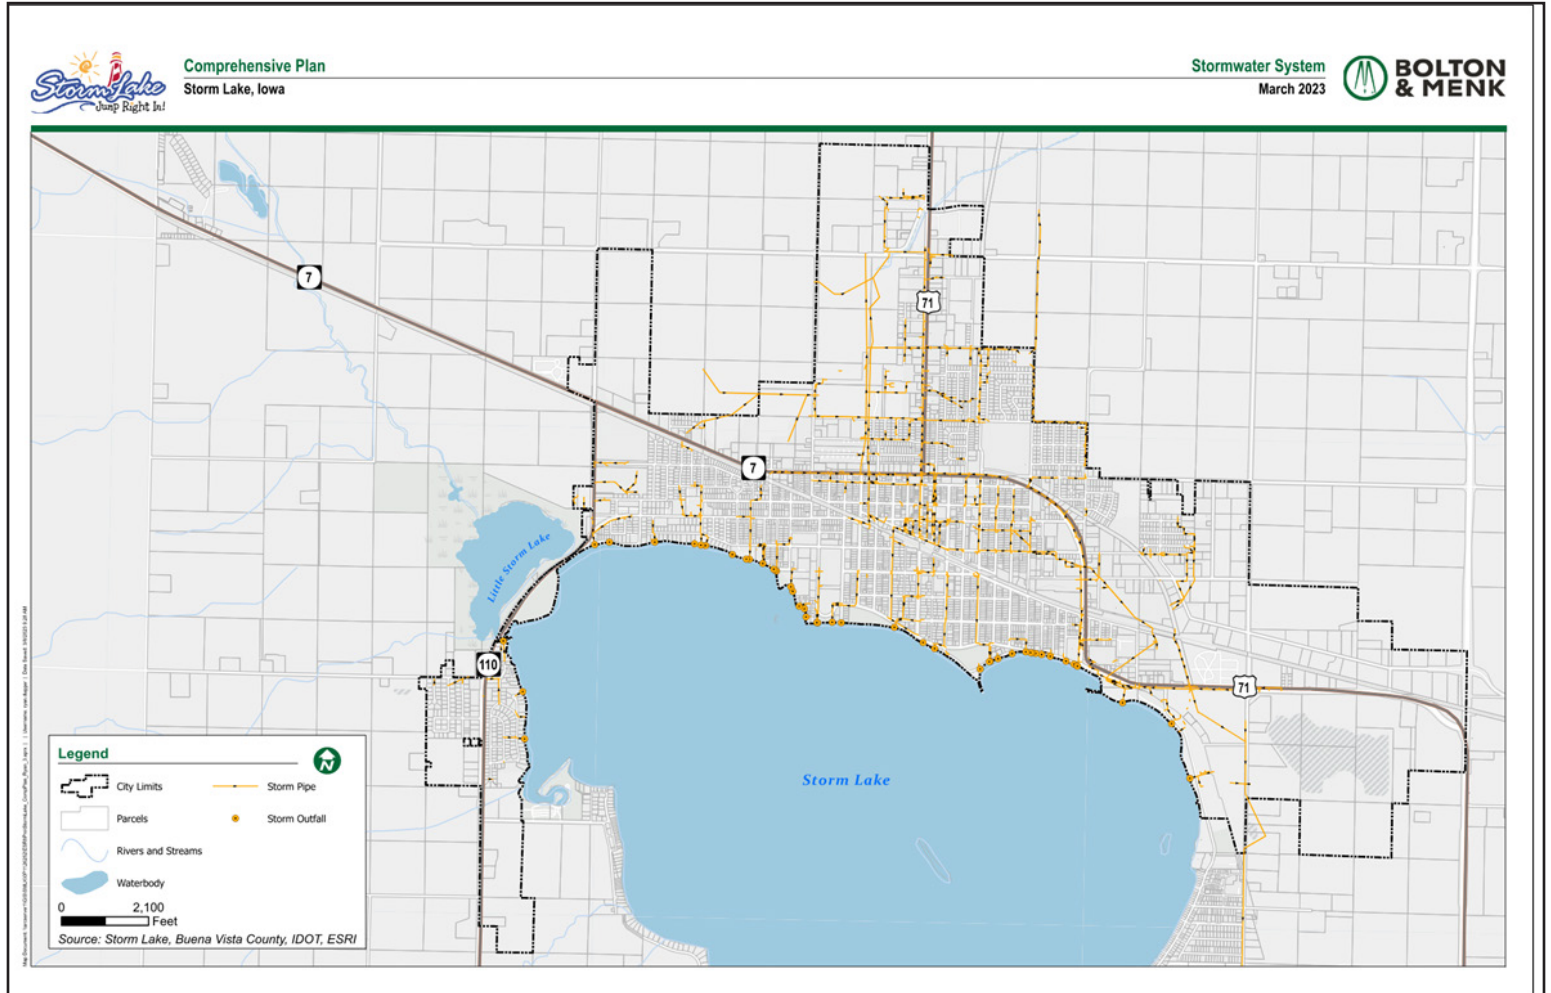 Storm Lake
Jump Right In!
Comprehensive Plan
Storm Lake, Iowa
Stormwater System
March 2023
BOLTON
& MENK
7
71
7
Little Storm Lake
110
71
Storm Lake
Legend
N
City Limits
Storm Pipe
Parcels
Storm Outfall
Rivers and Streams
Waterbody
0 2,100
Feet
Source: Storm Lake, Buena Vista County, IDOT, ESRI